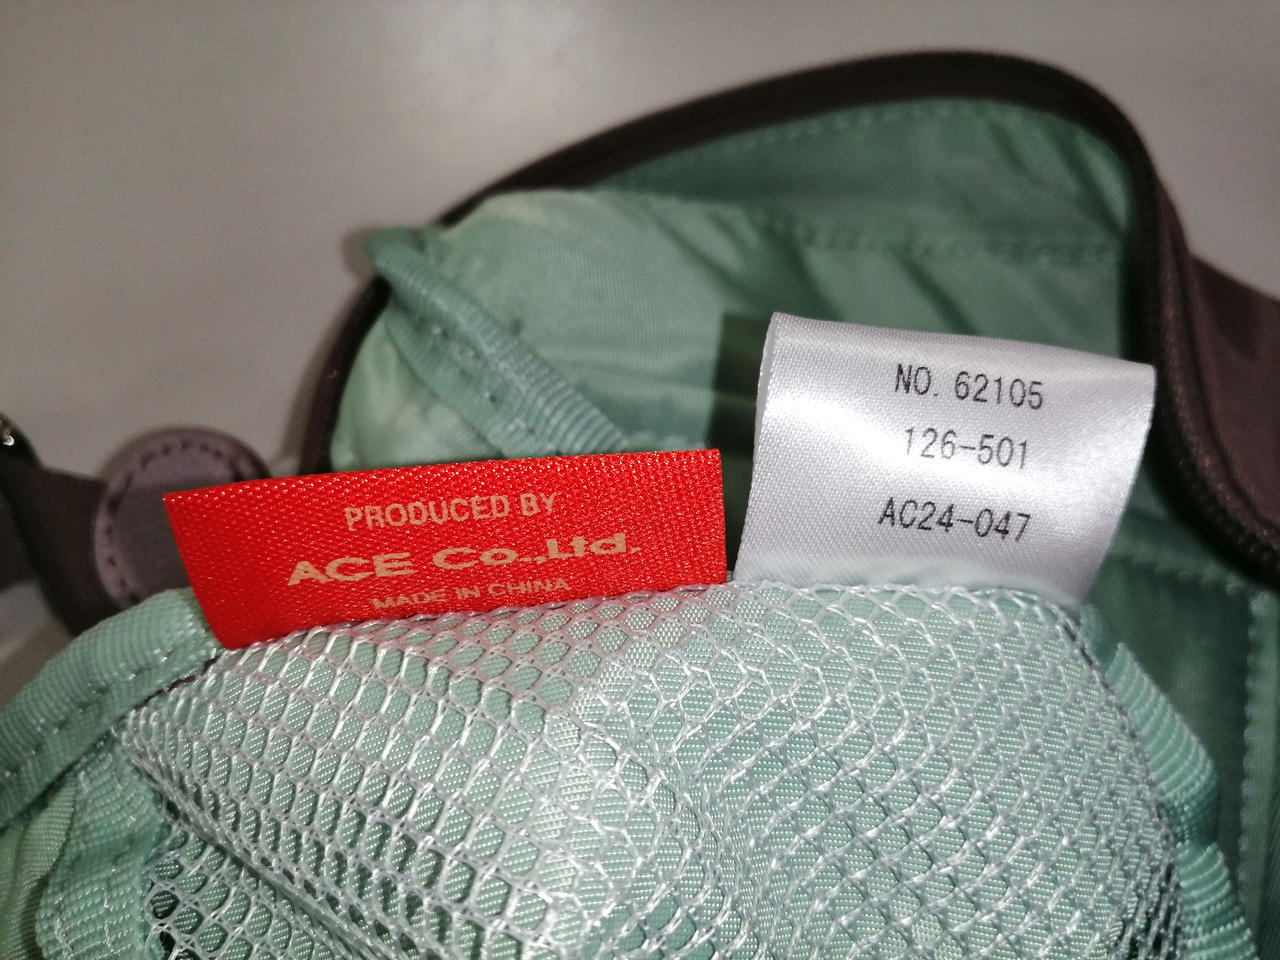 PRODUCED BY
ACE Co.,Ltd.
MADE IN CHINA
NO. 62105
126-501
AC24-047